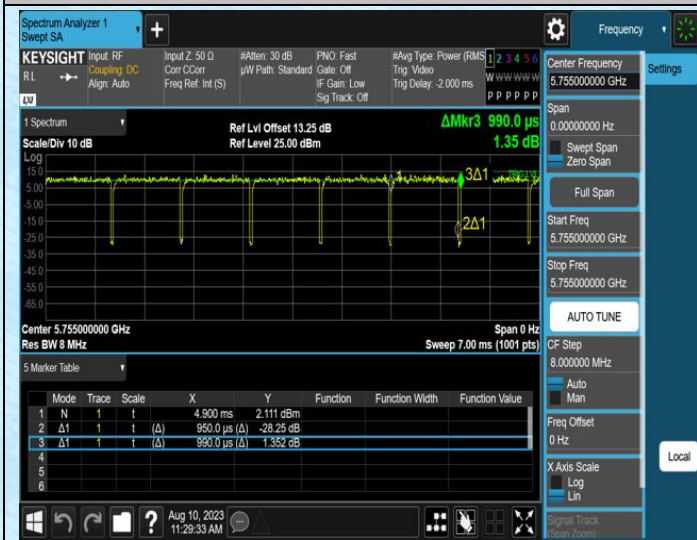 Spectrum Analyzer 1
Swept SA
+
Frequency
KEYSIGHT
RL
LXI
Input: RF
Coupling: DC
Align: Auto
Input Z: 50 Ω
Corr CCorr
Freq Ref: Int (S)
#Atten: 30 dB
µW Path: Standard
PNO: Fast
Gate: Off
IF Gain: Low
Sig Track: Off
#Avg Type: Power (RMS
Trig: Video
Trig Delay: -2.000 ms
1 2 3 4 5 6
W W W W W W
P P P P P P
1 Spectrum
Scale/Div 10 dB
Ref Lvl Offset 13.25 dB
Ref Level 25.00 dBm
ΔMkr3 990.0 µs
1.35 dB
Log
15.0
5.00
-5.00
-15.0
-25.0
-35.0
-45.0
-55.0
-65.0
1
3Δ1
2Δ1
Center 5.755000000 GHz
Res BW 8 MHz
Span 0 Hz
Sweep 7.00 ms (1001 pts)
5 Marker Table
Mode Trace Scale X Y Function Function Width Function Value
1 N 1 t 4.900 ms 2.111 dBm
2 Δ1 1 t (Δ) 950.0 µs (Δ) -28.25 dB
3 Δ1 1 t (Δ) 990.0 µs (Δ) 1.352 dB
4
5
6
Aug 10, 2023
11:29:33 AM
Center Frequency
5.755000000 GHz
Settings
Span
0.00000000 Hz
Swept Span
Zero Span
Full Span
Start Freq
5.755000000 GHz
Stop Freq
5.755000000 GHz
AUTO TUNE
CF Step
8.000000 MHz
Auto
Man
Freq Offset
0 Hz
X Axis Scale
Log
Lin
Signal Track
(Span Zoom)
Local